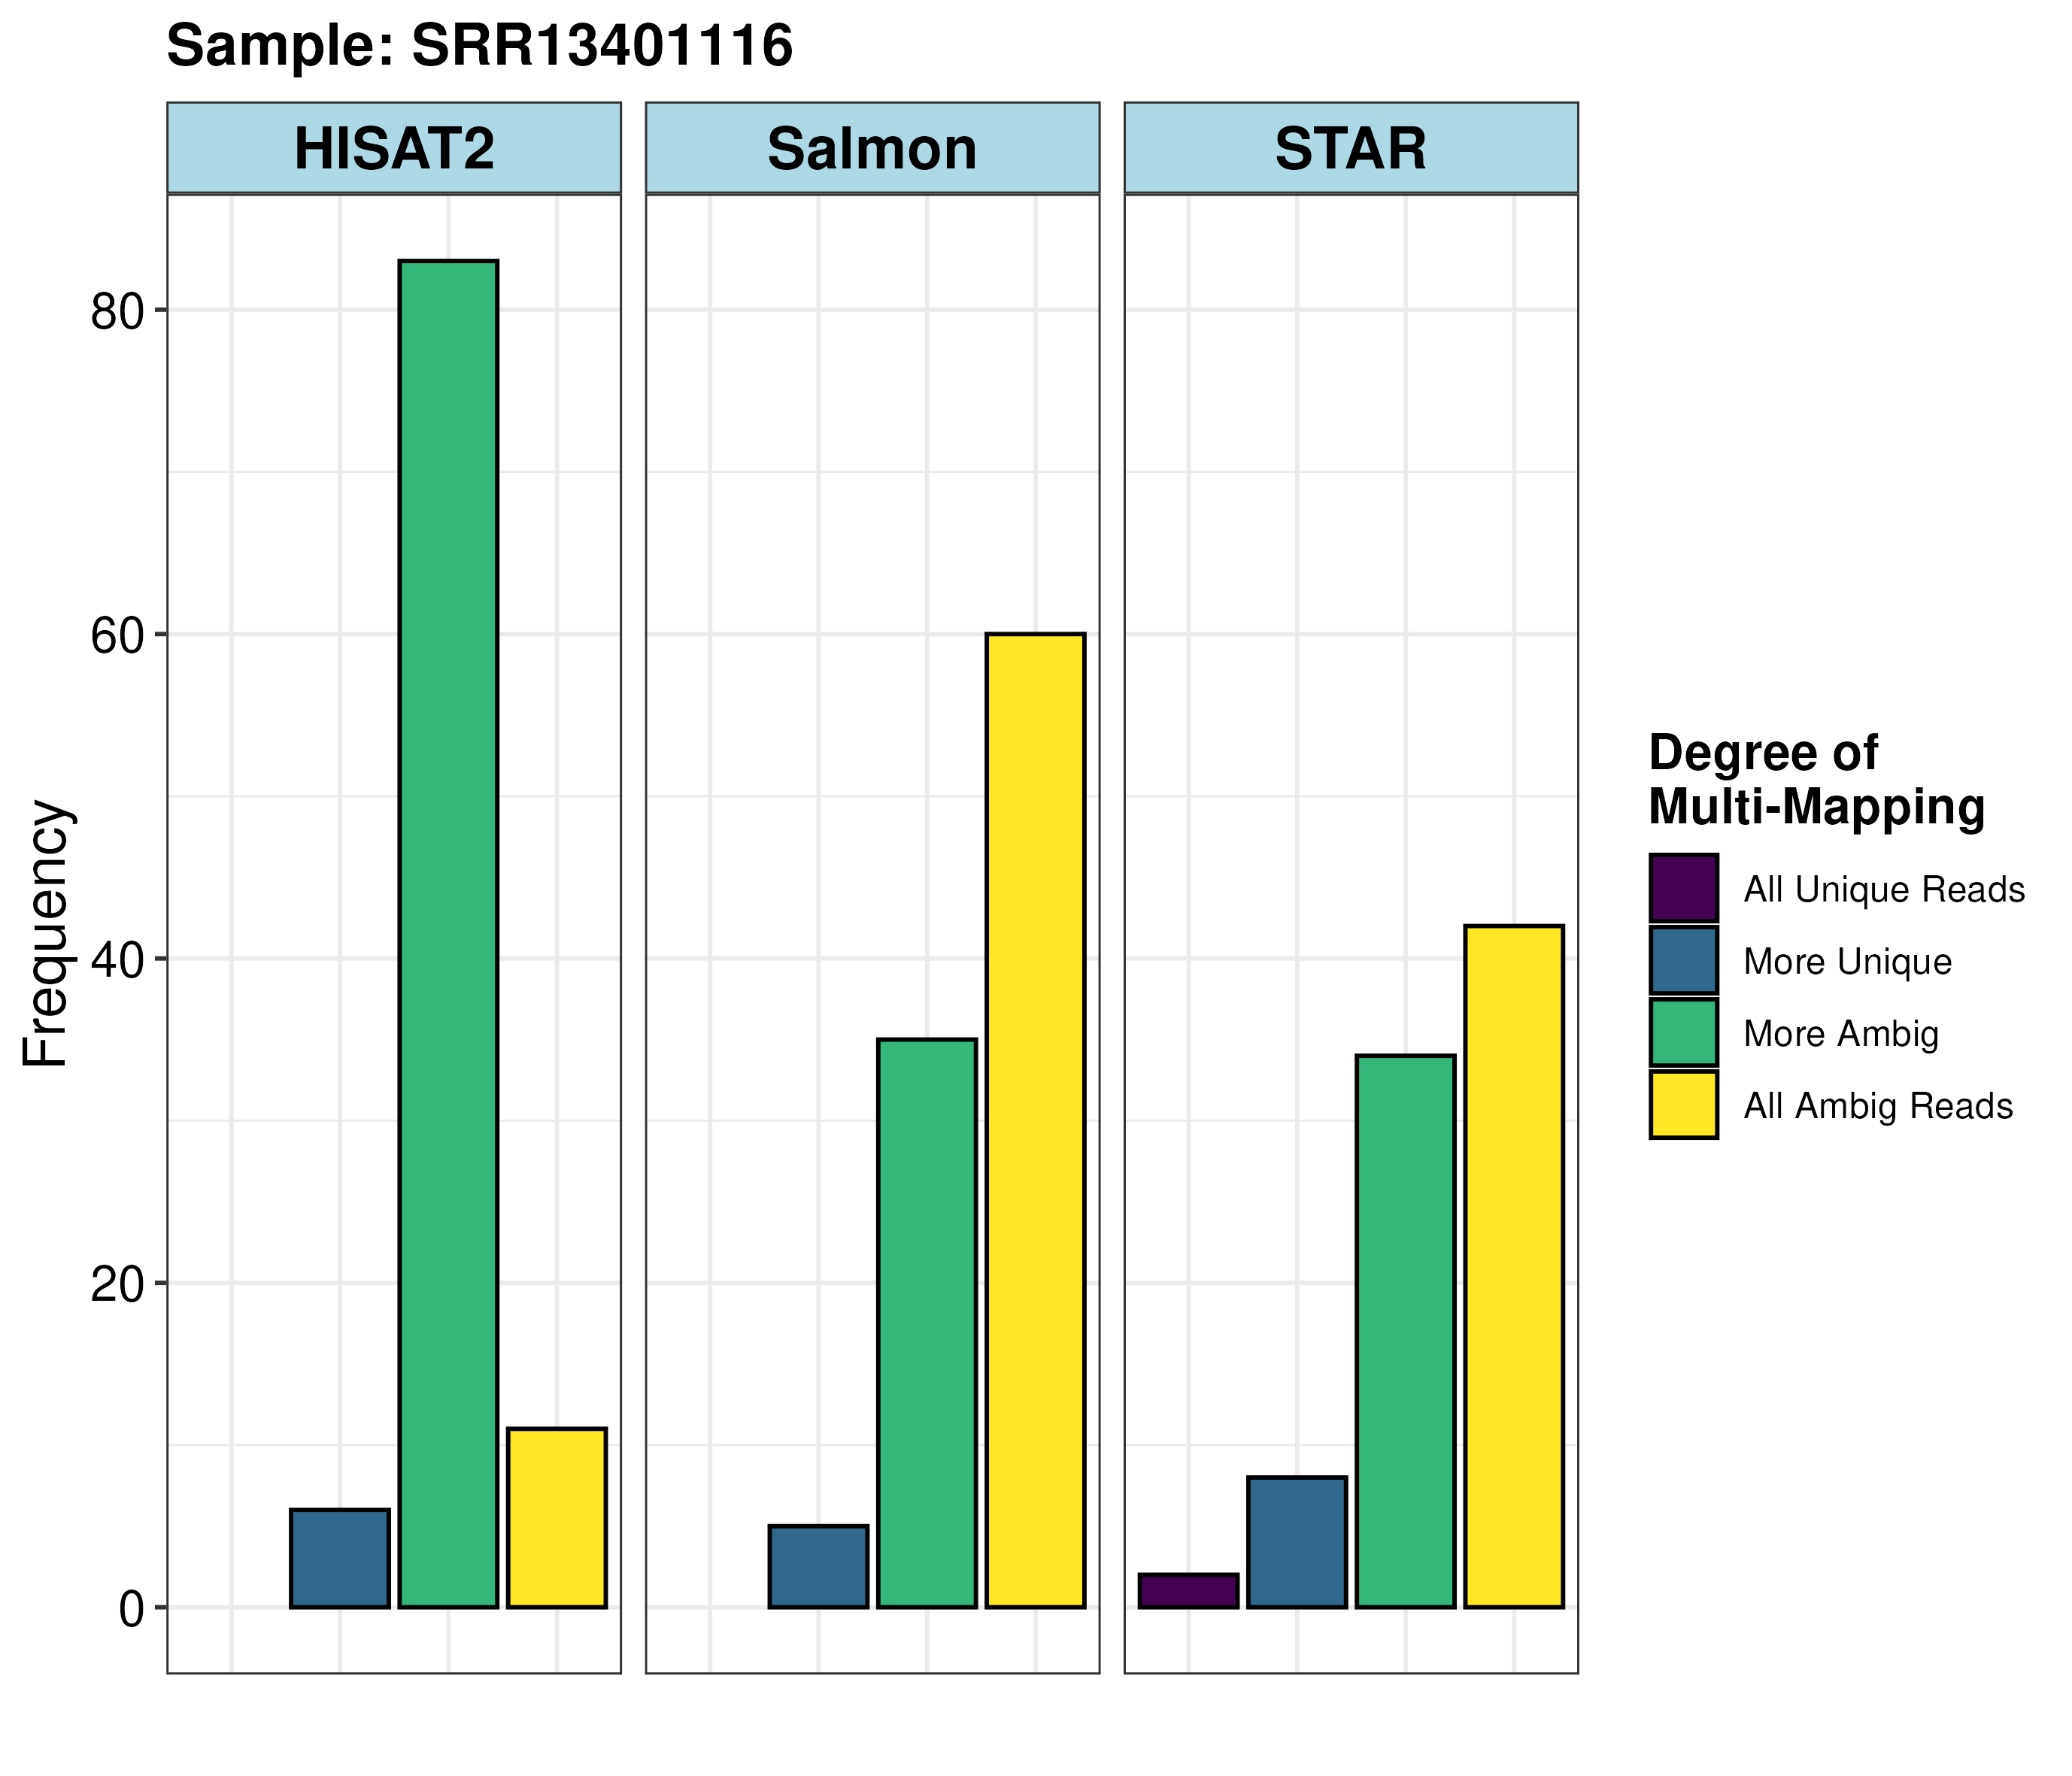 Sample: SRR13401116
HISAT2
Salmon
STAR
80
60
40
20
0
Frequency
Degree of
Multi-Mapping
All Unique Reads
More Unique
More Ambig
All Ambig Reads